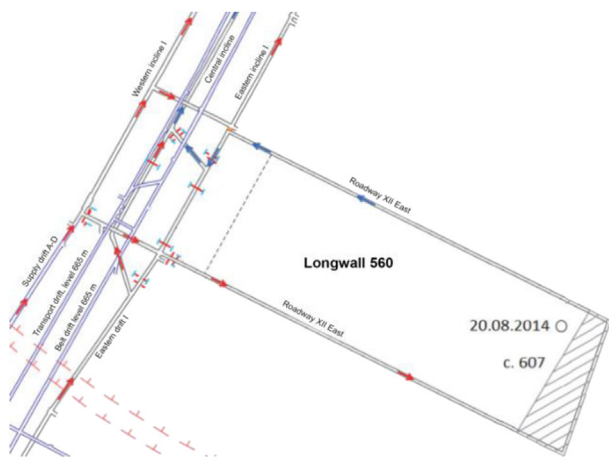 Western incline I
Central incline
Eastern incline I
Roadway XII East
Longwall 560
Supply drift A-D
Transport drift, level 665 m
Belt drift level 665 m
Eastern drift I
Roadway XII East
20.08.2014
c. 607